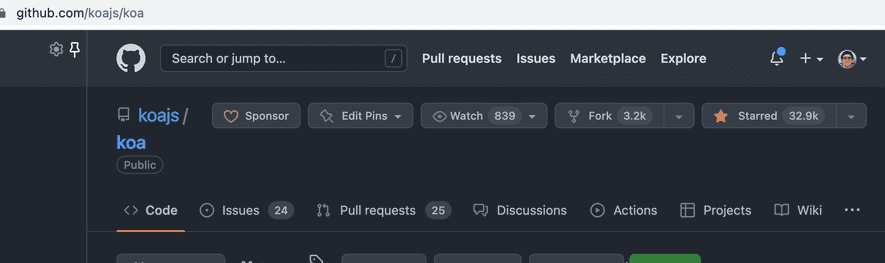 github.com/koajs/koa
Search or jump to... /
Pull requests Issues Marketplace Explore
koajs / Sponsor Edit Pins Watch 839 Fork 3.2k Starred 32.9k
koa
Public
Code Issues 24 Pull requests 25 Discussions Actions Projects Wiki